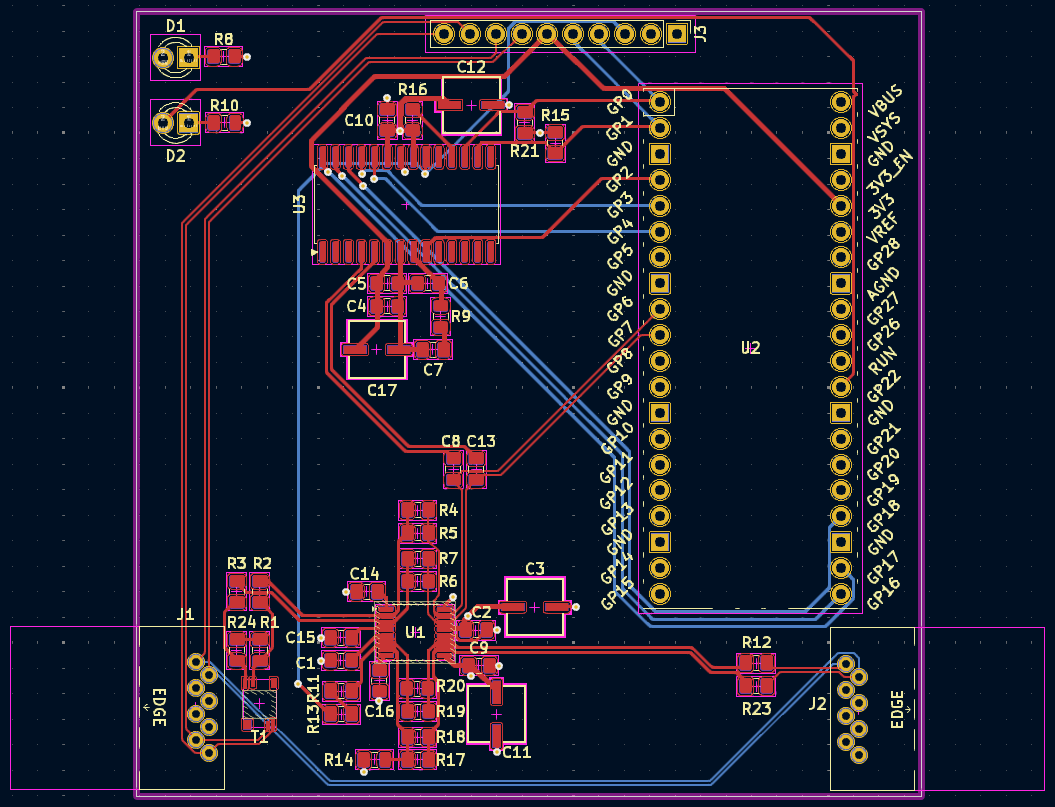 D1
R8
J3
C12
R16
R10
C10
R15
D2
R21
U3
C5
C6
C4
R9
C7
C17
U2
GP0
GP1
GND
GP2
GP3
GP4
GP5
GND
GP6
GP7
GP8
GP9
GND
GP10
GP11
GP12
GP13
GND
GP14
GP15
VBUS
VSYS
GND
3V3_EN
3V3
VREF
GP28
AGND
GP27
GP26
RUN
GP22
GND
GP21
GP20
GP19
GP18
GND
GP17
GP16
C8
C13
R4
R5
R7
R6
R3
R2
C14
C3
J1
R24
R1
C15
U1
C2
C1
C9
R12
R11
R20
R23
J2
EDGE
EDGE
R13
C16
R19
T1
R18
C11
R14
R17